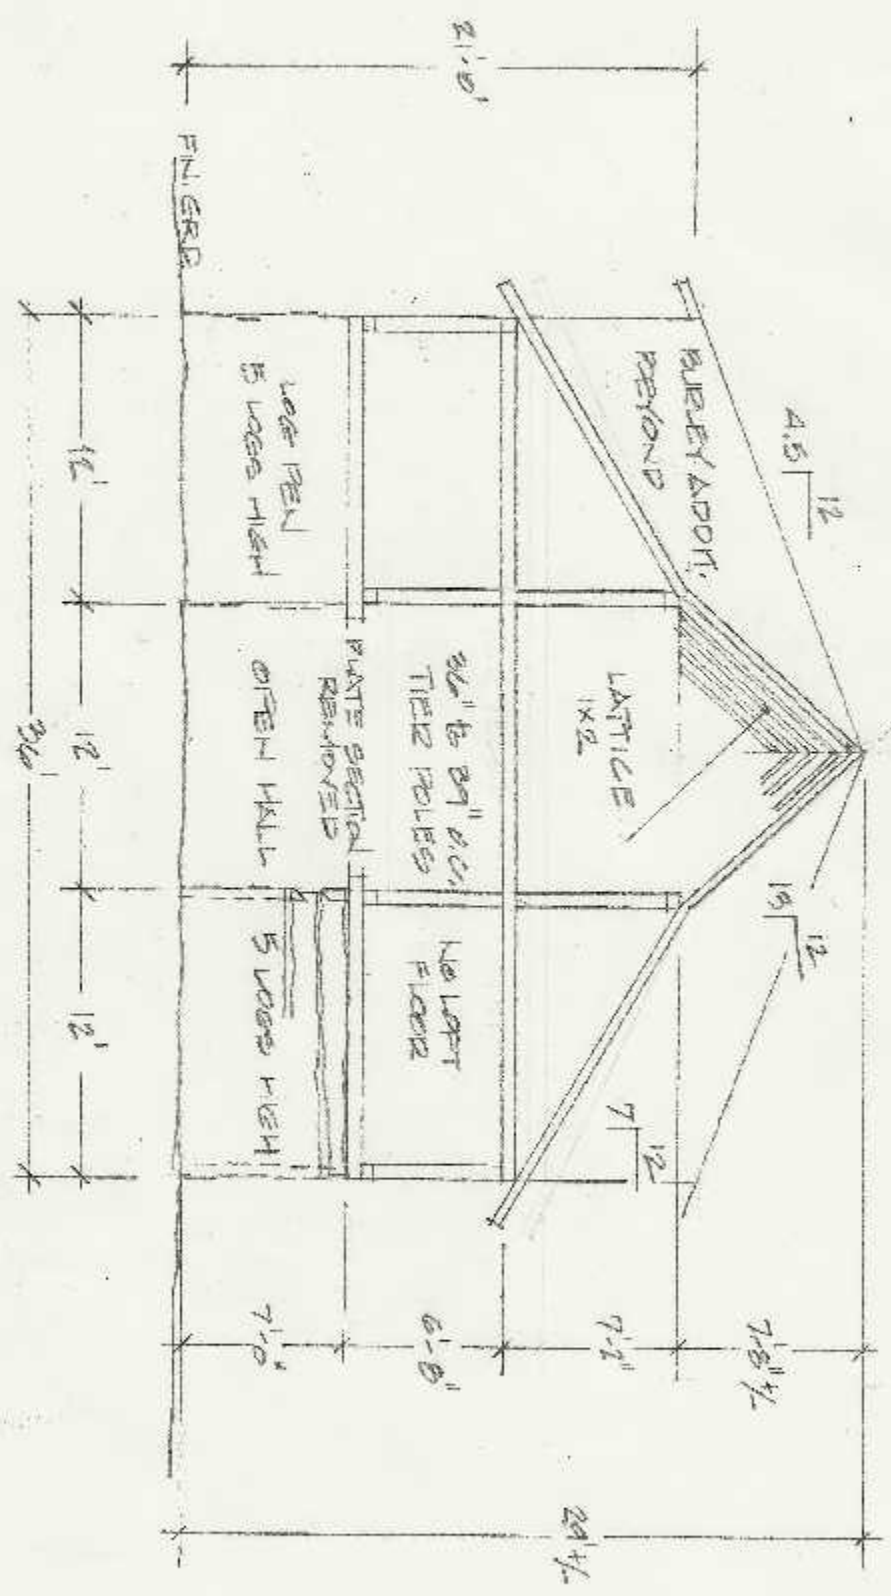 21'-0"
FIN. GRD.
BURLEY ADDN.
BEYOND
4.5
12
LATTICE
1X2
15
12
7
12
LOG PEN
5 LOGS HIGH
36" to 39" O.C.
TIER POLES
PLATE SECTION
REMOVED
OPEN HALL
NO LOFT
FLOOR
5 LOGS HIGH
7'-8" +/-
7'-2"
6'-8"
7'-0"
29' +/-
12'
12'
12'
36'